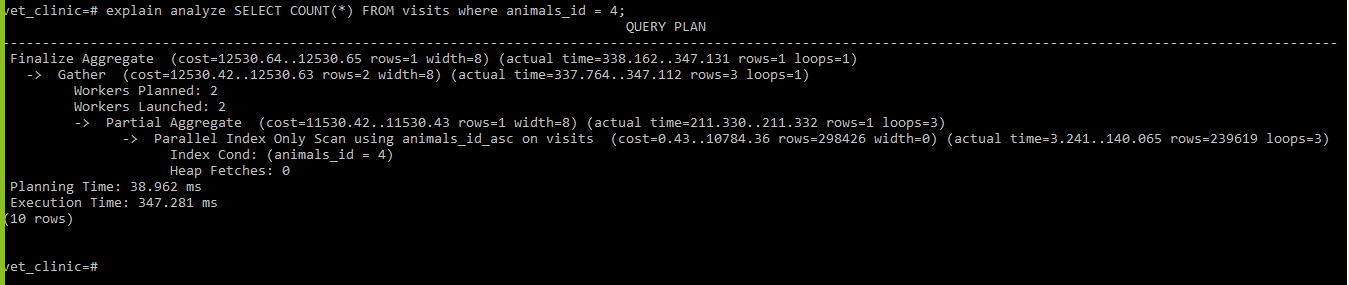 vet_clinic=# explain analyze SELECT COUNT(*) FROM visits where animals_id = 4;
QUERY PLAN
-----------------------------------------------------------------------------------------------------------------------------------------------------------------------
Finalize Aggregate  (cost=12530.64..12530.65 rows=1 width=8) (actual time=338.162..347.131 rows=1 loops=1)
  ->  Gather  (cost=12530.42..12530.63 rows=2 width=8) (actual time=337.764..347.112 rows=3 loops=1)
        Workers Planned: 2
        Workers Launched: 2
        ->  Partial Aggregate  (cost=11530.42..11530.43 rows=1 width=8) (actual time=211.330..211.332 rows=1 loops=3)
              ->  Parallel Index Only Scan using animals_id_asc on visits  (cost=0.43..10784.36 rows=298426 width=0) (actual time=3.241..140.065 rows=239619 loops=3)
                    Index Cond: (animals_id = 4)
                    Heap Fetches: 0
Planning Time: 38.962 ms
Execution Time: 347.281 ms
(10 rows)
vet_clinic=#